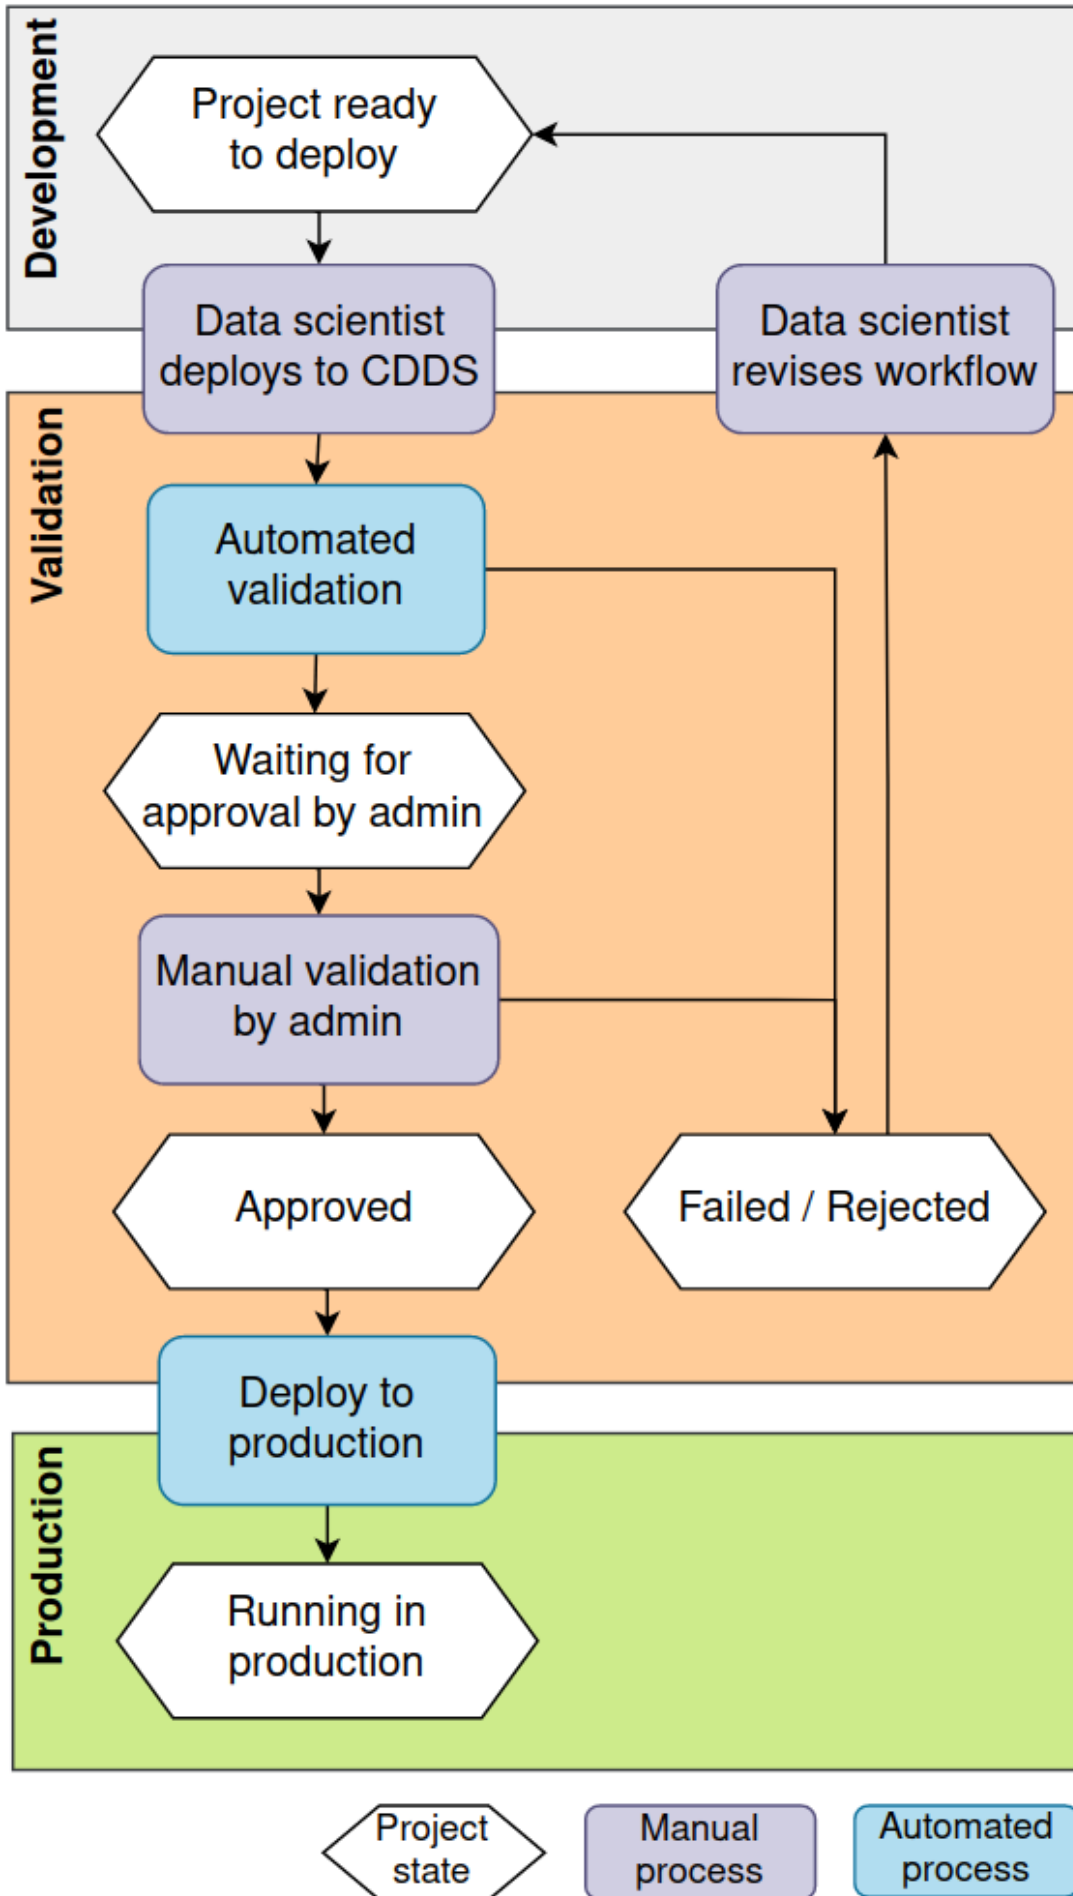 Development
Project ready
to deploy
Data scientist
deploys to CDDS
Data scientist
revises workflow
Validation
Automated
validation
Waiting for
approval by admin
Manual validation
by admin
Approved
Failed / Rejected
Deploy to
production
Production
Running in
production
Project
state
Manual
process
Automated
process